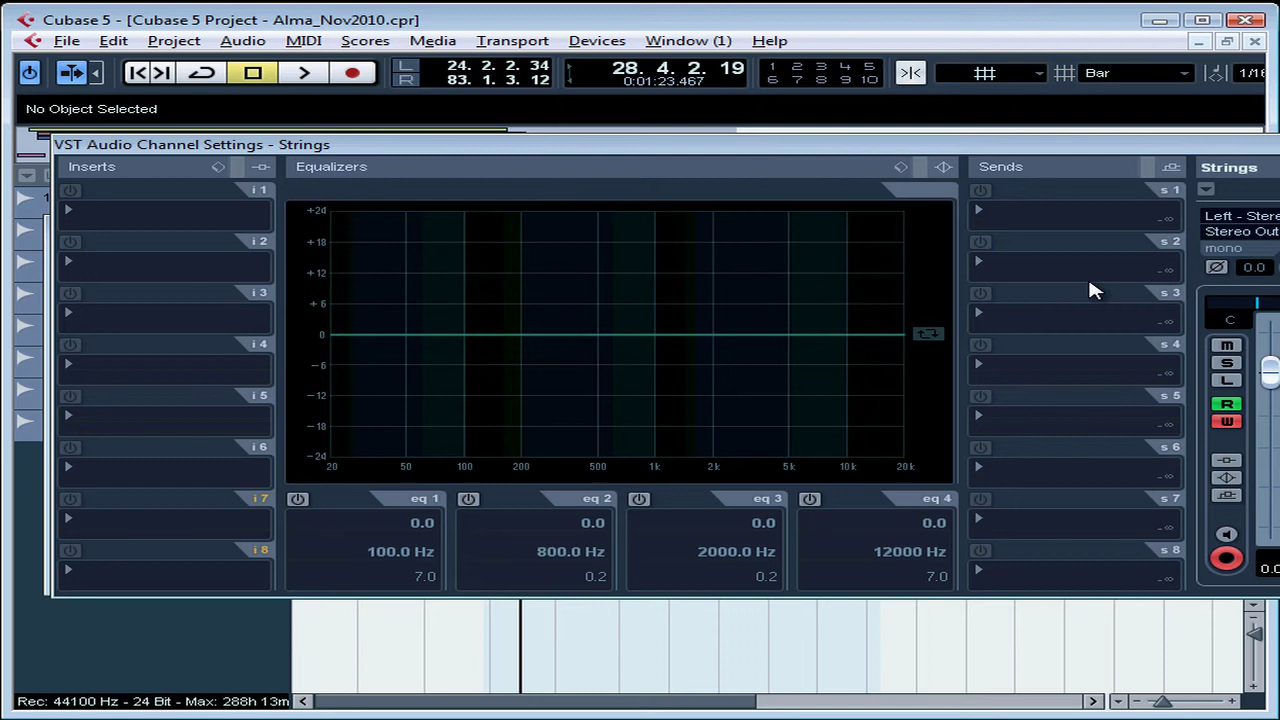 Cubase 5 - [Cubase 5 Project - Alma_Nov2010.cpr]
File Edit Project Audio MIDI Scores Media Transport Devices Window (1) Help
L 24. 2. 2. 34
R 83. 1. 3. 12
28. 4. 2. 19
0:01:23.467
1 2 3 4 5
6 7 8 9 10
Bar
1/16
No Object Selected
VST Audio Channel Settings - Strings
Inserts
i 1
i 2
i 3
i 4
i 5
i 6
i 7
i 8
Equalizers
+24
+18
+12
+6
0
-6
-12
-18
-24
20 50 100 200 500 1k 2k 5k 10k 20k
eq 1 eq 2 eq 3 eq 4
0.0 0.0 0.0 0.0
100.0 Hz 800.0 Hz 2000.0 Hz 12000 Hz
7.0 0.2 0.2 7.0
Sends
s 1
-∞
s 2
-∞
s 3
-∞
s 4
-∞
s 5
-∞
s 6
-∞
s 7
-∞
s 8
-∞
Strings
Left - Stere
Stereo Out
mono
0.0
C
m
S
L
R
W
0.0
Rec: 44100 Hz - 24 Bit - Max: 288h 13m